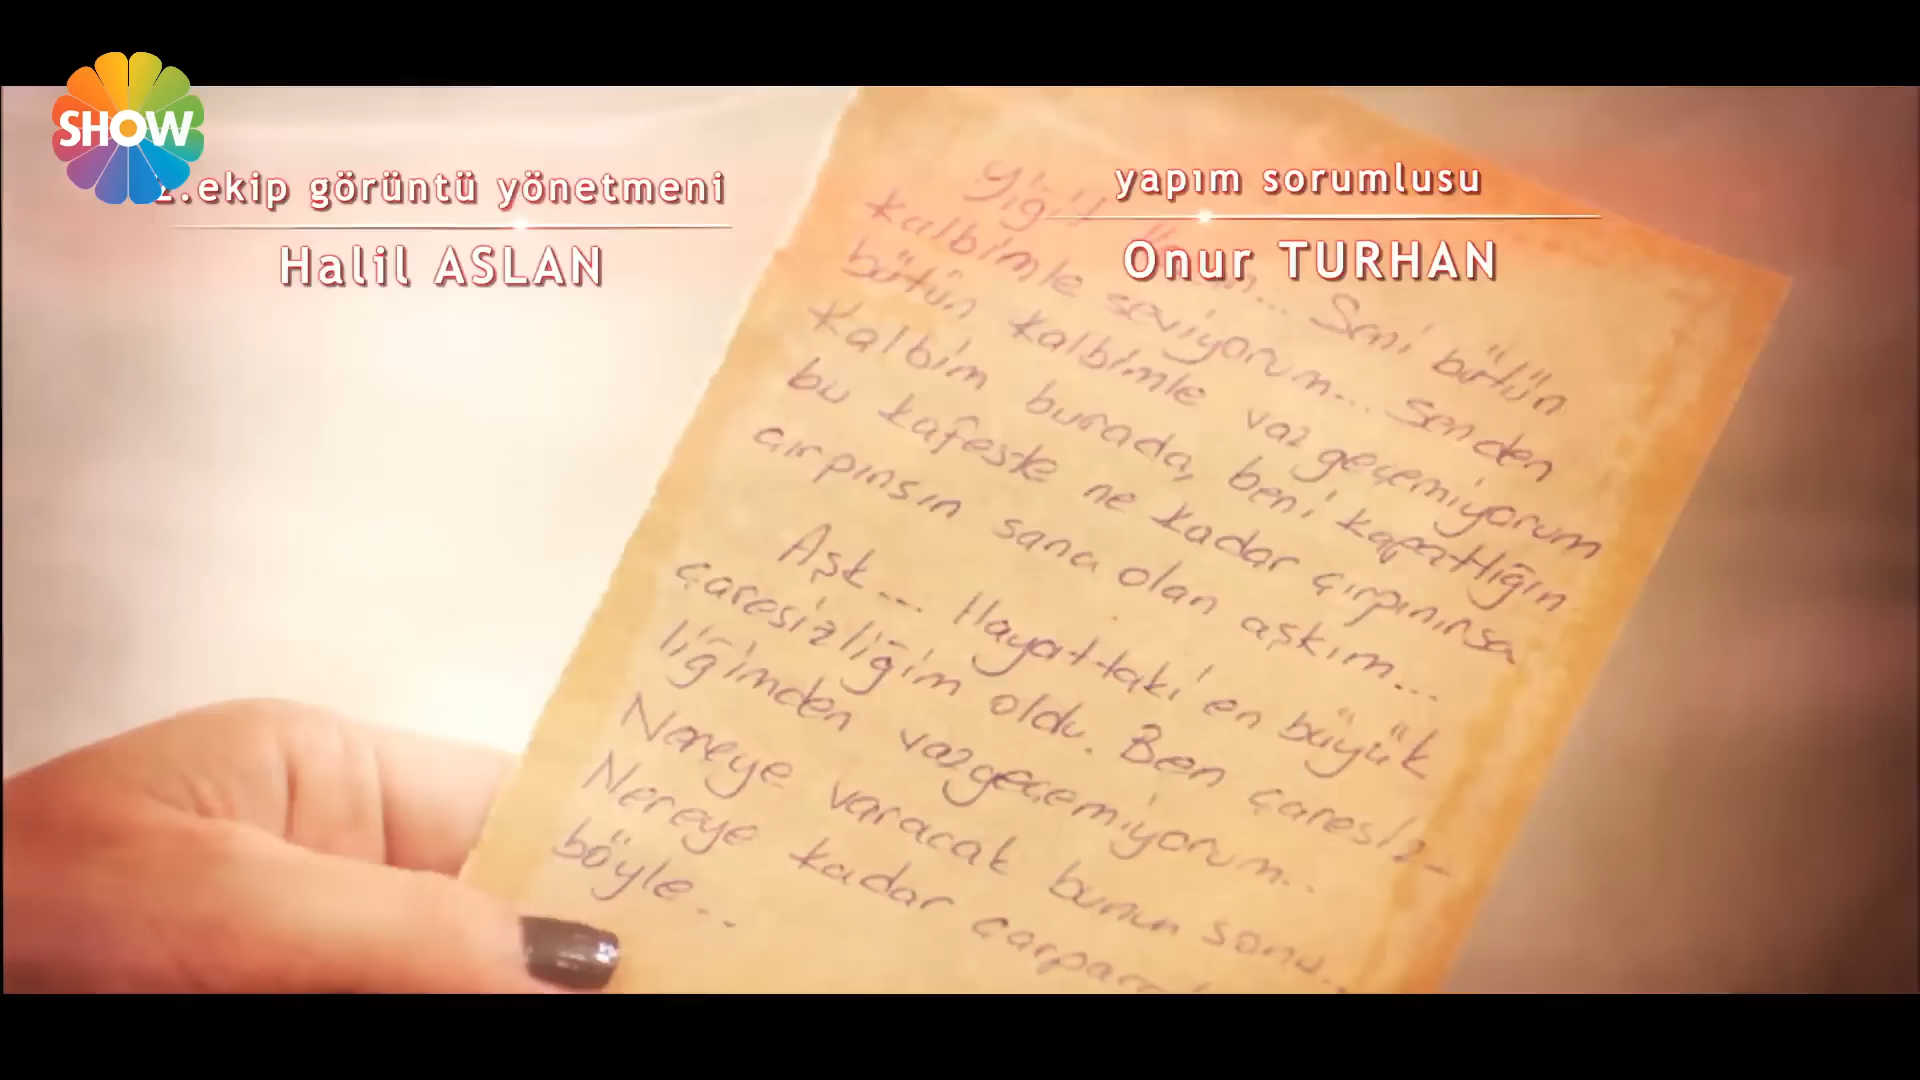 SHOW
2.ekip görüntü yönetmeni
Halil ASLAN
yapım sorumlusu
Onur TURHAN
Yiğit
Seni bütün
kalbimle seviyorum... Senden
bütün kalbimle vazgeçemiyorum
Kalbim burada, beni kapattığın
bu kafeste ne kadar çırpınırsa
çırpınsın sana olan aşkım...
Aşk... Hayattaki en büyük
çaresizliğim oldu. Ben çaresiz-
liğimden vazgeçemiyorum...
Nereye varacak bunun sonu...
Nereye kadar
böyle...